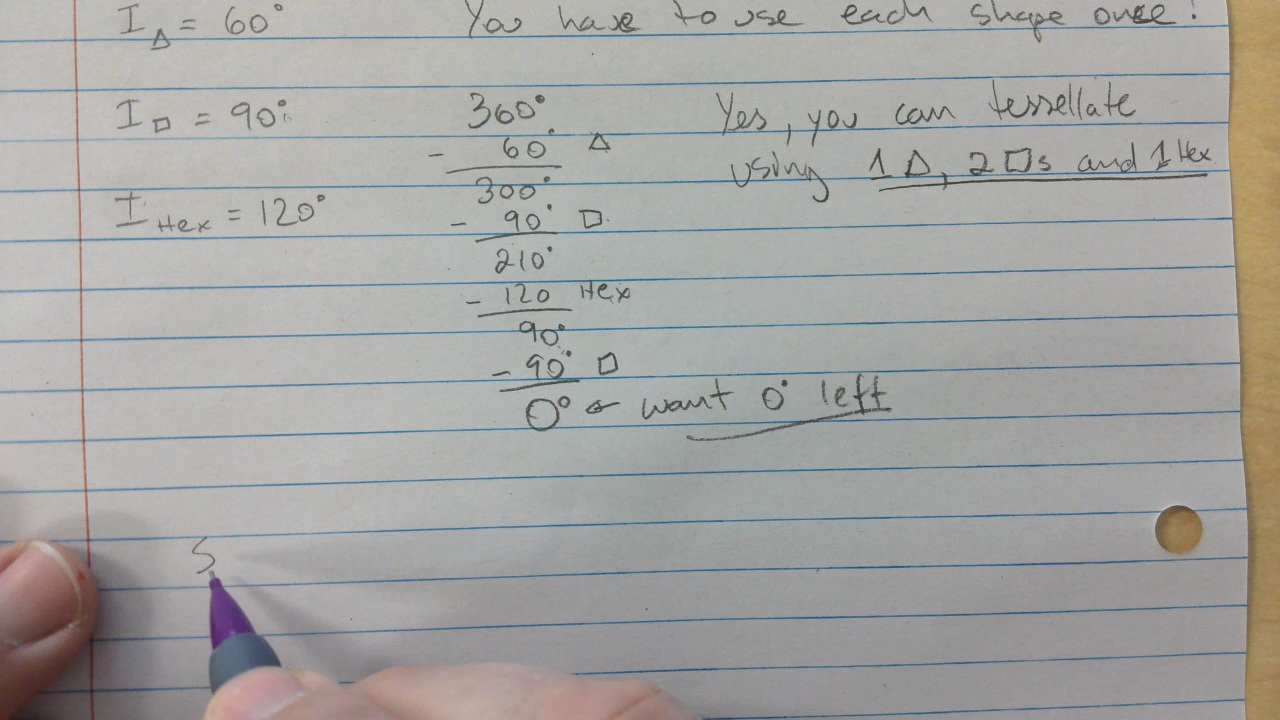 I△ = 60°
You have to use each shape once!
I□ = 90°
360°
- 60° △
300°
- 90° □
210°
- 120 Hex
90°
- 90° □
0° ← want 0° left
Yes, you can tessellate
using 1 △, 2 □s and 1 Hex
I Hex = 120°
S